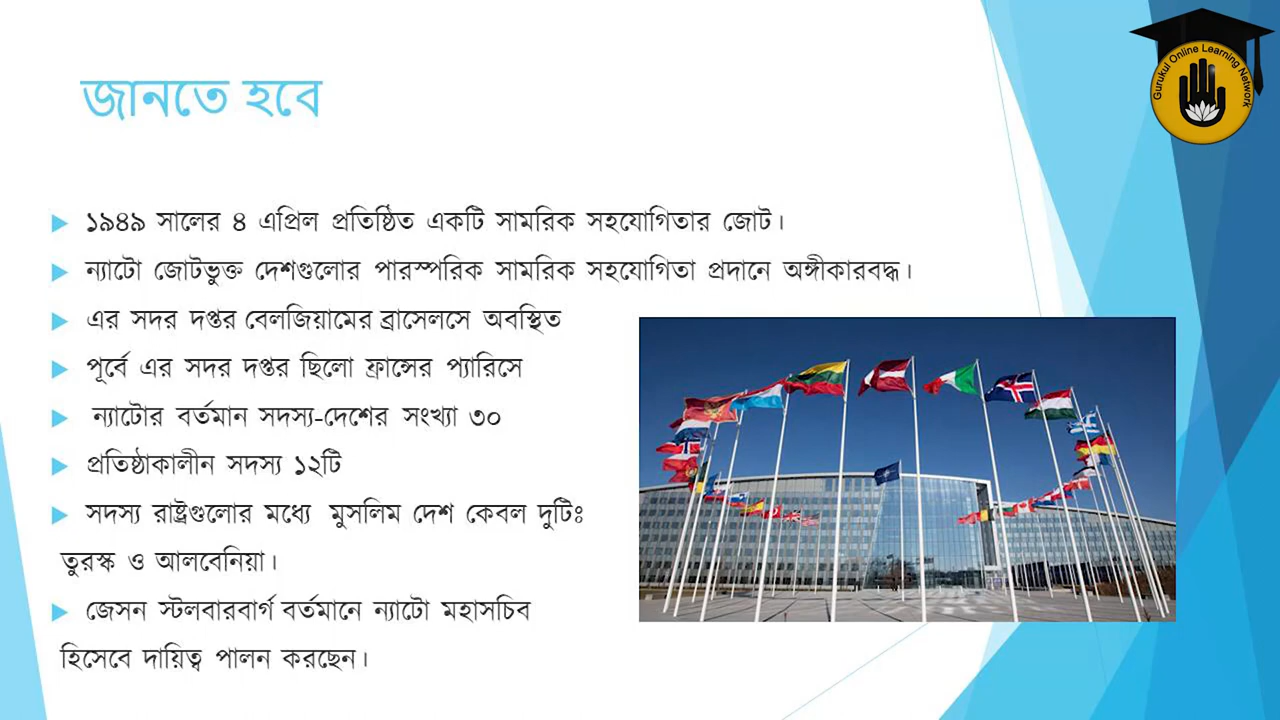 জানতে হবে
Gurukul Online Learning Network
১৯৪৯ সালের ৪ এপ্রিল প্রতিষ্ঠিত একটি সামরিক সহযোগিতার জোট।
ন্যাটো জোটভুক্ত দেশগুলোর পারস্পরিক সামরিক সহযোগিতা প্রদানে অঙ্গীকারবদ্ধ।
এর সদর দপ্তর বেলজিয়ামের ব্রাসেলসে অবস্থিত
পূর্বে এর সদর দপ্তর ছিলো ফ্রান্সের প্যারিসে
ন্যাটোর বর্তমান সদস্য-দেশের সংখ্যা ৩০
প্রতিষ্ঠাকালীন সদস্য ১২টি
সদস্য রাষ্ট্রগুলোর মধ্যে মুসলিম দেশ কেবল দুটিঃ
তুরস্ক ও আলবেনিয়া।
জেসন স্টলবারবার্গ বর্তমানে ন্যাটো মহাসচিব
হিসেবে দায়িত্ব পালন করছেন।